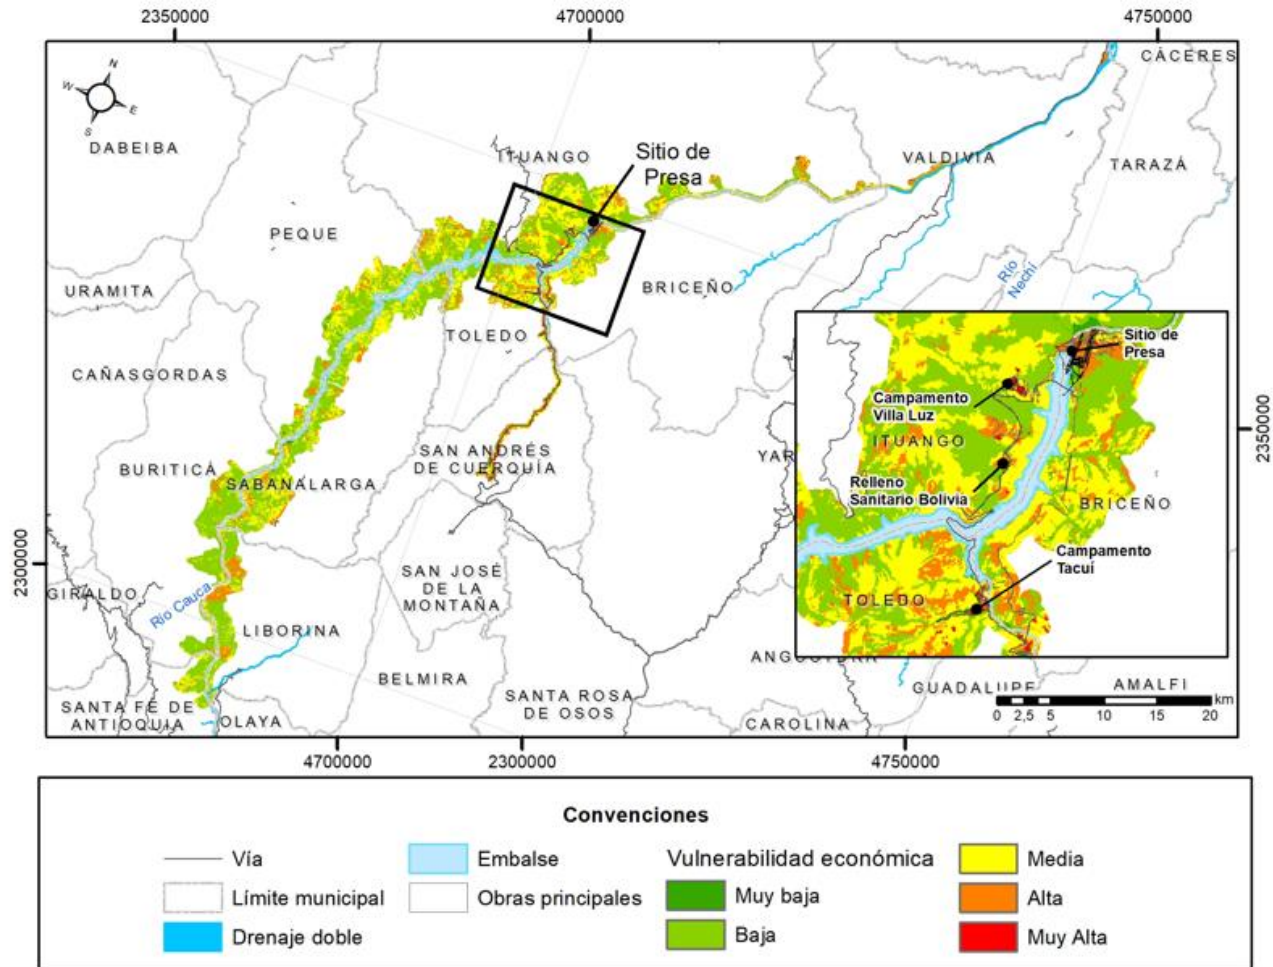 2350000
4700000
4750000
CÁCERES
N
W
E
S
DABEIBA
ITUANGO
Sitio de
Presa
VALDIVIA
TARAZÁ
PEQUE
URAMITA
BRICEÑO
Río
Nechí
TOLEDO
CAÑASGORDAS
2350000
BURITICÁ
SABANALARGA
SAN ANDRÉS
DE CUERQUÍA
YAR
Sitio de
Presa
Campamento
Villa Luz
ITUANGO
Relleno
Sanitario Bolivia
BRICEÑO
Campamento
Tacuí
TOLEDO
2300000
GIRALDO
Río Cauca
SAN JOSÉ
DE LA
MONTAÑA
LIBORINA
BELMIRA
SANTA FÉ DE
ANTIOQUIA
OLAYA
SANTA ROSA
DE OSOS
CAROLINA
GUADALUPE
AMALFI
km
0 2,5 5 10 15 20
4700000
2300000
4750000
Convenciones
Vía
Límite municipal
Drenaje doble
Embalse
Obras principales
Vulnerabilidad económica
Muy baja
Baja
Media
Alta
Muy Alta